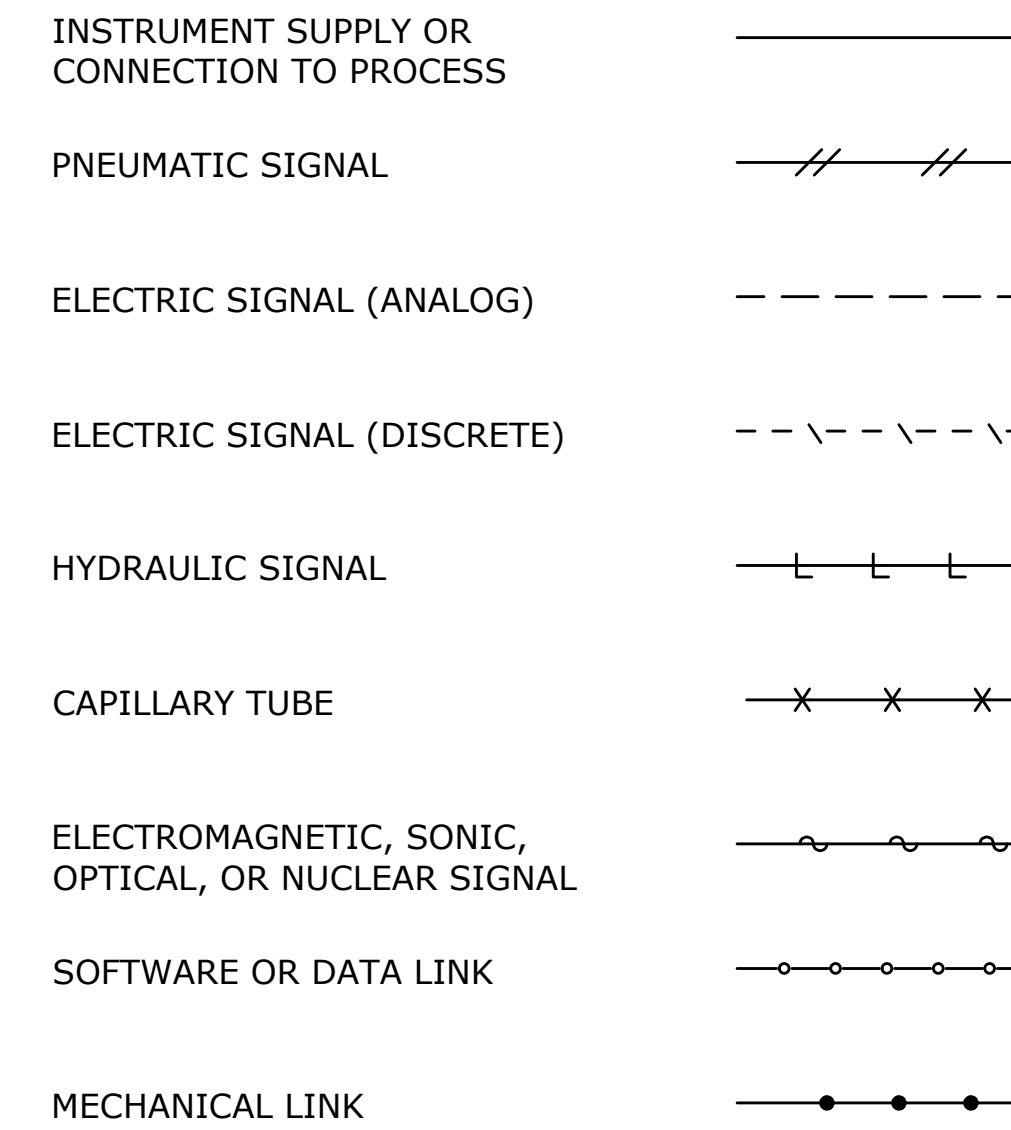 INSTRUMENT SUPPLY OR
CONNECTION TO PROCESS
PNEUMATIC SIGNAL
ELECTRIC SIGNAL (ANALOG)
ELECTRIC SIGNAL (DISCRETE)
HYDRAULIC SIGNAL
CAPILLARY TUBE
ELECTROMAGNETIC, SONIC,
OPTICAL, OR NUCLEAR SIGNAL
SOFTWARE OR DATA LINK
MECHANICAL LINK